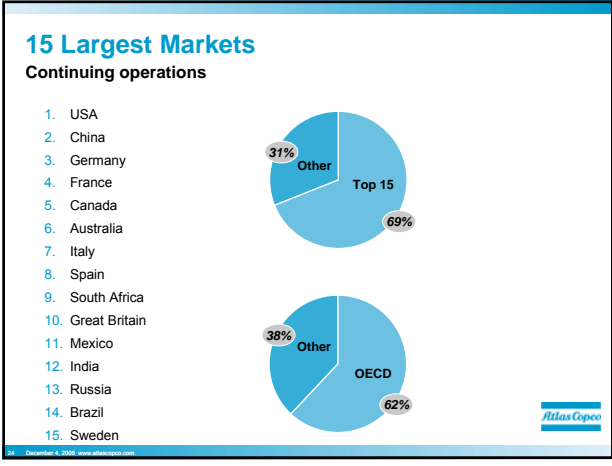 15 Largest Markets
Continuing operations
1. USA
2. China
3. Germany
4. France
5. Canada
6. Australia
7. Italy
8. Spain
9. South Africa
10. Great Britain
11. Mexico
12. India
13. Russia
14. Brazil
15. Sweden
31%
Other
Top 15
69%
38%
Other
OECD
62%
Atlas Copco
24 December 4, 2006 www.atlascopco.com